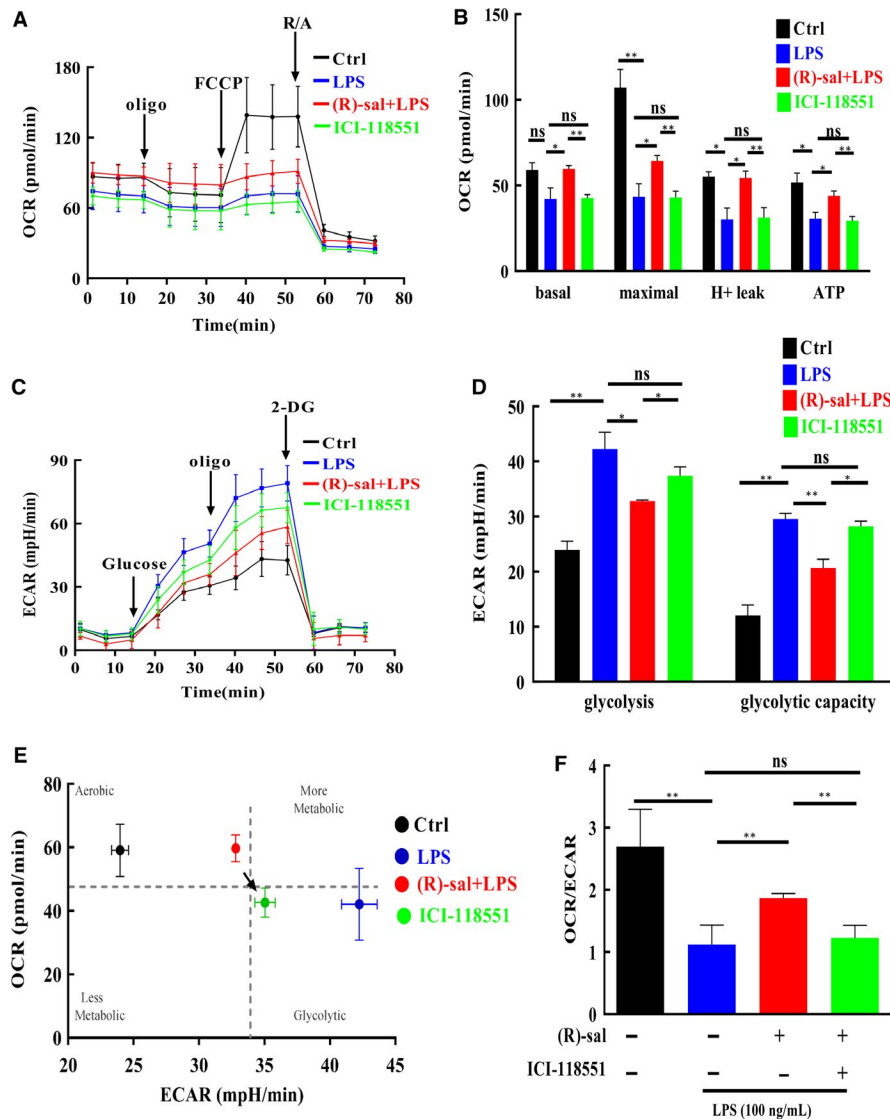 A
R/A
Ctrl
LPS
(R)-sal+LPS
ICI-118551
FCCP
oligo
180
120
60
0
OCR (pmol/min)
0 10 20 30 40 50 60 70 80
Time(min)
B
Ctrl
LPS
(R)-sal+LPS
ICI-118551
150
100
50
0
OCR (pmol/min)
** ns * **
ns ns * **
ns * * **
ns * * **
basal maximal H+ leak ATP
C
2-DG
Ctrl
LPS
(R)-sal+LPS
ICI-118551
oligo
Glucose
90
60
30
0
ECAR (mpH/min)
0 10 20 30 40 50 60 70 80
Time(min)
D
Ctrl
LPS
(R)-sal+LPS
ICI-118551
50
40
30
20
10
0
ECAR (mpH/min)
ns
** * *
ns
** ** *
glycolysis glycolytic capacity
E
Aerobic
More
Metabolic
Less
Metabolic
Glycolytic
Ctrl
LPS
(R)-sal+LPS
ICI-118551
80
60
40
20
0
OCR (pmol/min)
20 25 30 35 40 45
ECAR (mpH/min)
F
ns
** ** **
4
3
2
1
0
OCR/ECAR
(R)-sal − − + +
ICI-118551 − − − +
LPS (100 ng/mL)